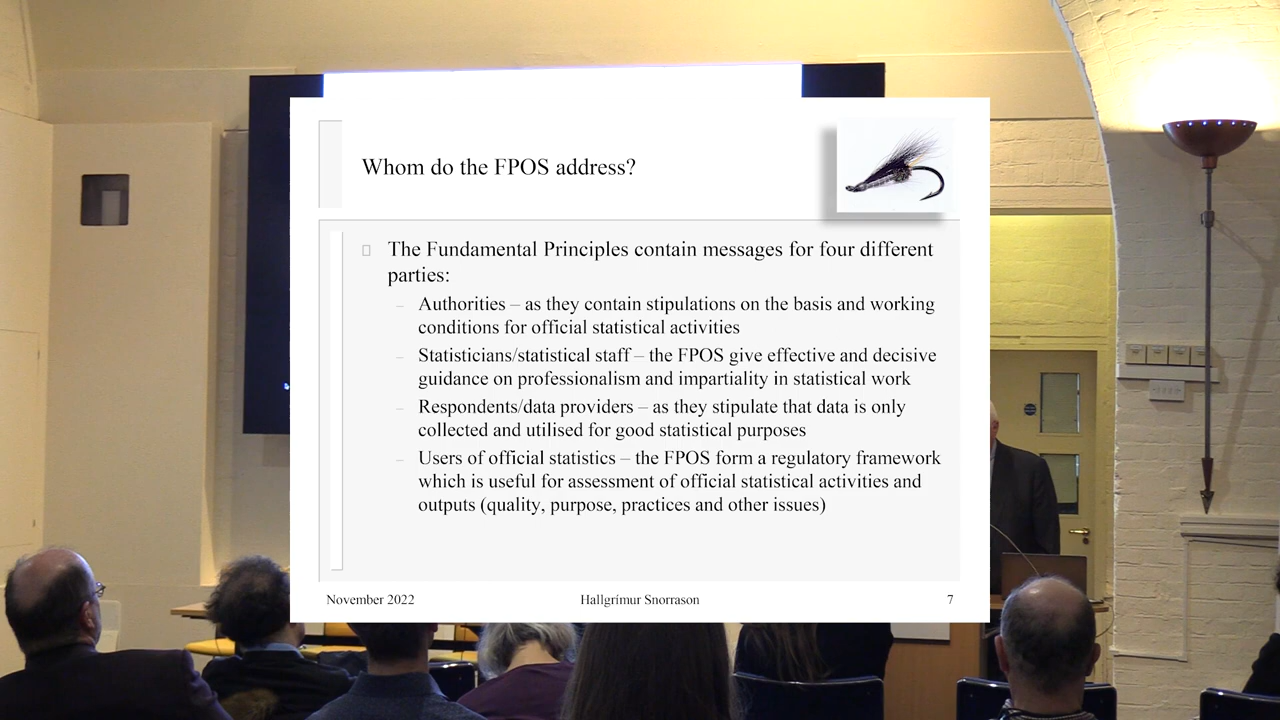 Whom do the FPOS address?
The Fundamental Principles contain messages for four different
parties:
– Authorities – as they contain stipulations on the basis and working
conditions for official statistical activities
– Statisticians/statistical staff – the FPOS give effective and decisive
guidance on professionalism and impartiality in statistical work
– Respondents/data providers – as they stipulate that data is only
collected and utilised for good statistical purposes
– Users of official statistics – the FPOS form a regulatory framework
which is useful for assessment of official statistical activities and
outputs (quality, purpose, practices and other issues)
November 2022 Hallgrímur Snorrason 7